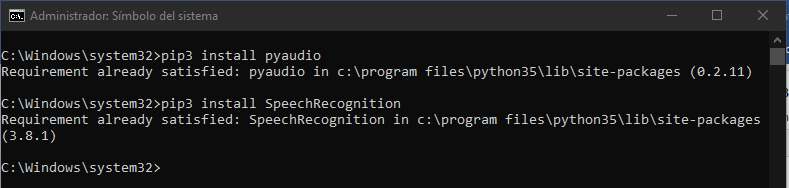 Administrador: Símbolo del sistema
C:\Windows\system32>pip3 install pyaudio
Requirement already satisfied: pyaudio in c:\program files\python35\lib\site-packages (0.2.11)
C:\Windows\system32>pip3 install SpeechRecognition
Requirement already satisfied: SpeechRecognition in c:\program files\python35\lib\site-packages
(3.8.1)
C:\Windows\system32>